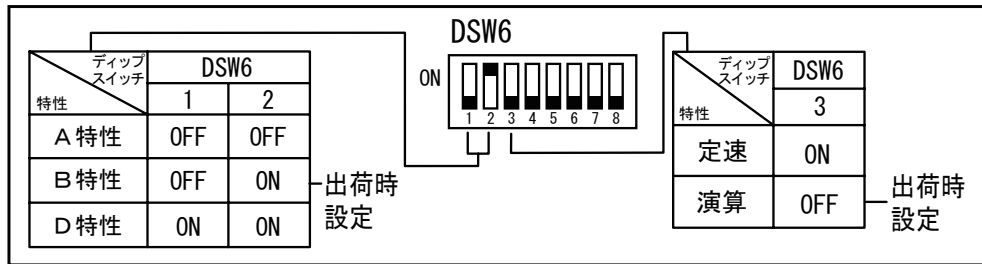 DSW6
ON
1 2 3 4 5 6 7 8
ディップ
スイッチ
特性
DSW6
1 2
A特性 OFF OFF
B特性 OFF ON
D特性 ON ON
出荷時
設定
ディップ
スイッチ
特性
DSW6
3
定速 ON
演算 OFF
出荷時
設定